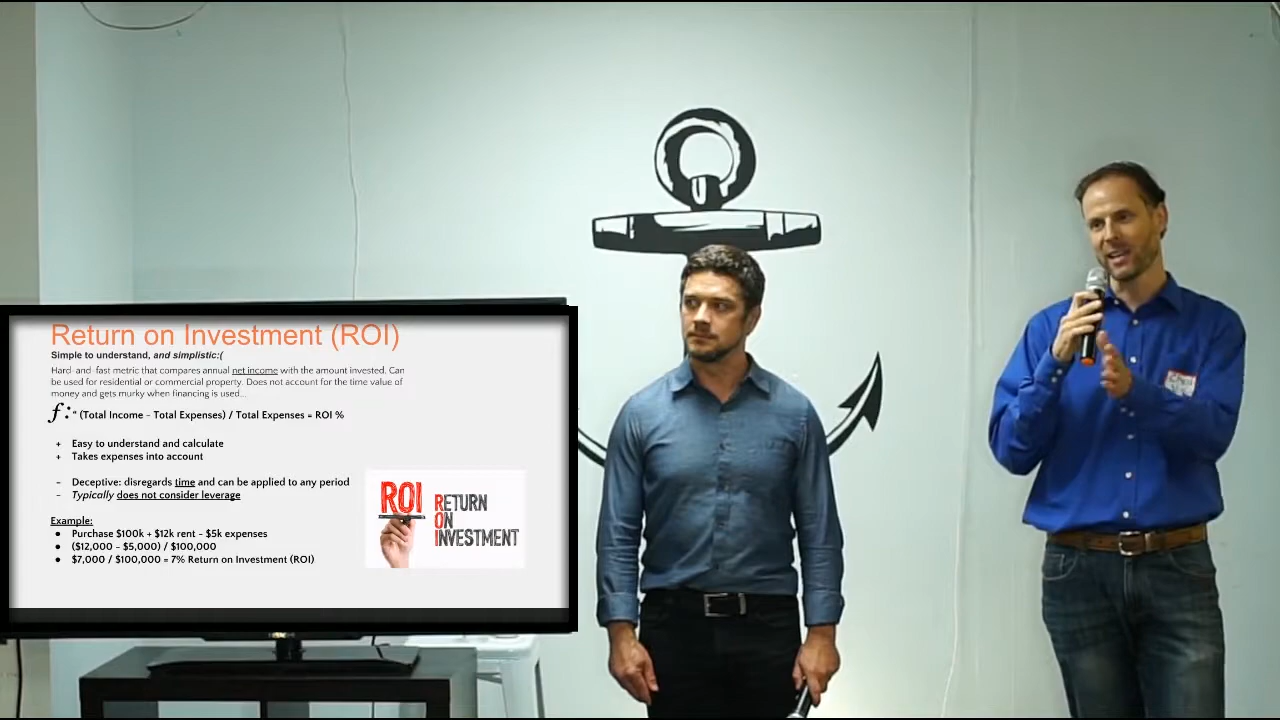 Return on Investment (ROI)
Simple to understand, and simplistic:(
Hard-and-fast metric that compares annual net income with the amount invested. Can
be used for residential or commercial property. Does not account for the time value of
money and gets murky when financing is used...
f:" (Total Income - Total Expenses) / Total Expenses = ROI %
+ Easy to understand and calculate
+ Takes expenses into account
- Deceptive: disregards time and can be applied to any period
- Typically does not consider leverage
Example:
● Purchase $100k + $12k rent - $5k expenses
● ($12,000 - $5,000) / $100,000
● $7,000 / $100,000 = 7% Return on Investment (ROI)
ROI
RETURN
ON
INVESTMENT